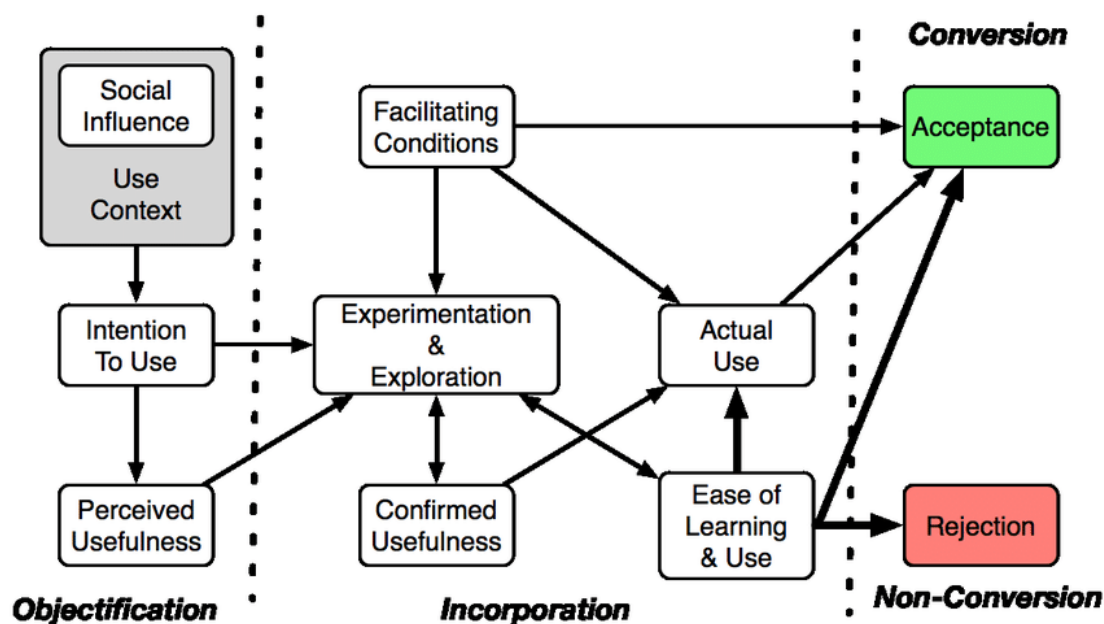 Conversion
Social
Influence
Use
Context
Facilitating
Conditions
Acceptance
Intention
To Use
Experimentation
&
Exploration
Actual
Use
Perceived
Usefulness
Confirmed
Usefulness
Ease of
Learning
& Use
Rejection
Objectification
Incorporation
Non-Conversion